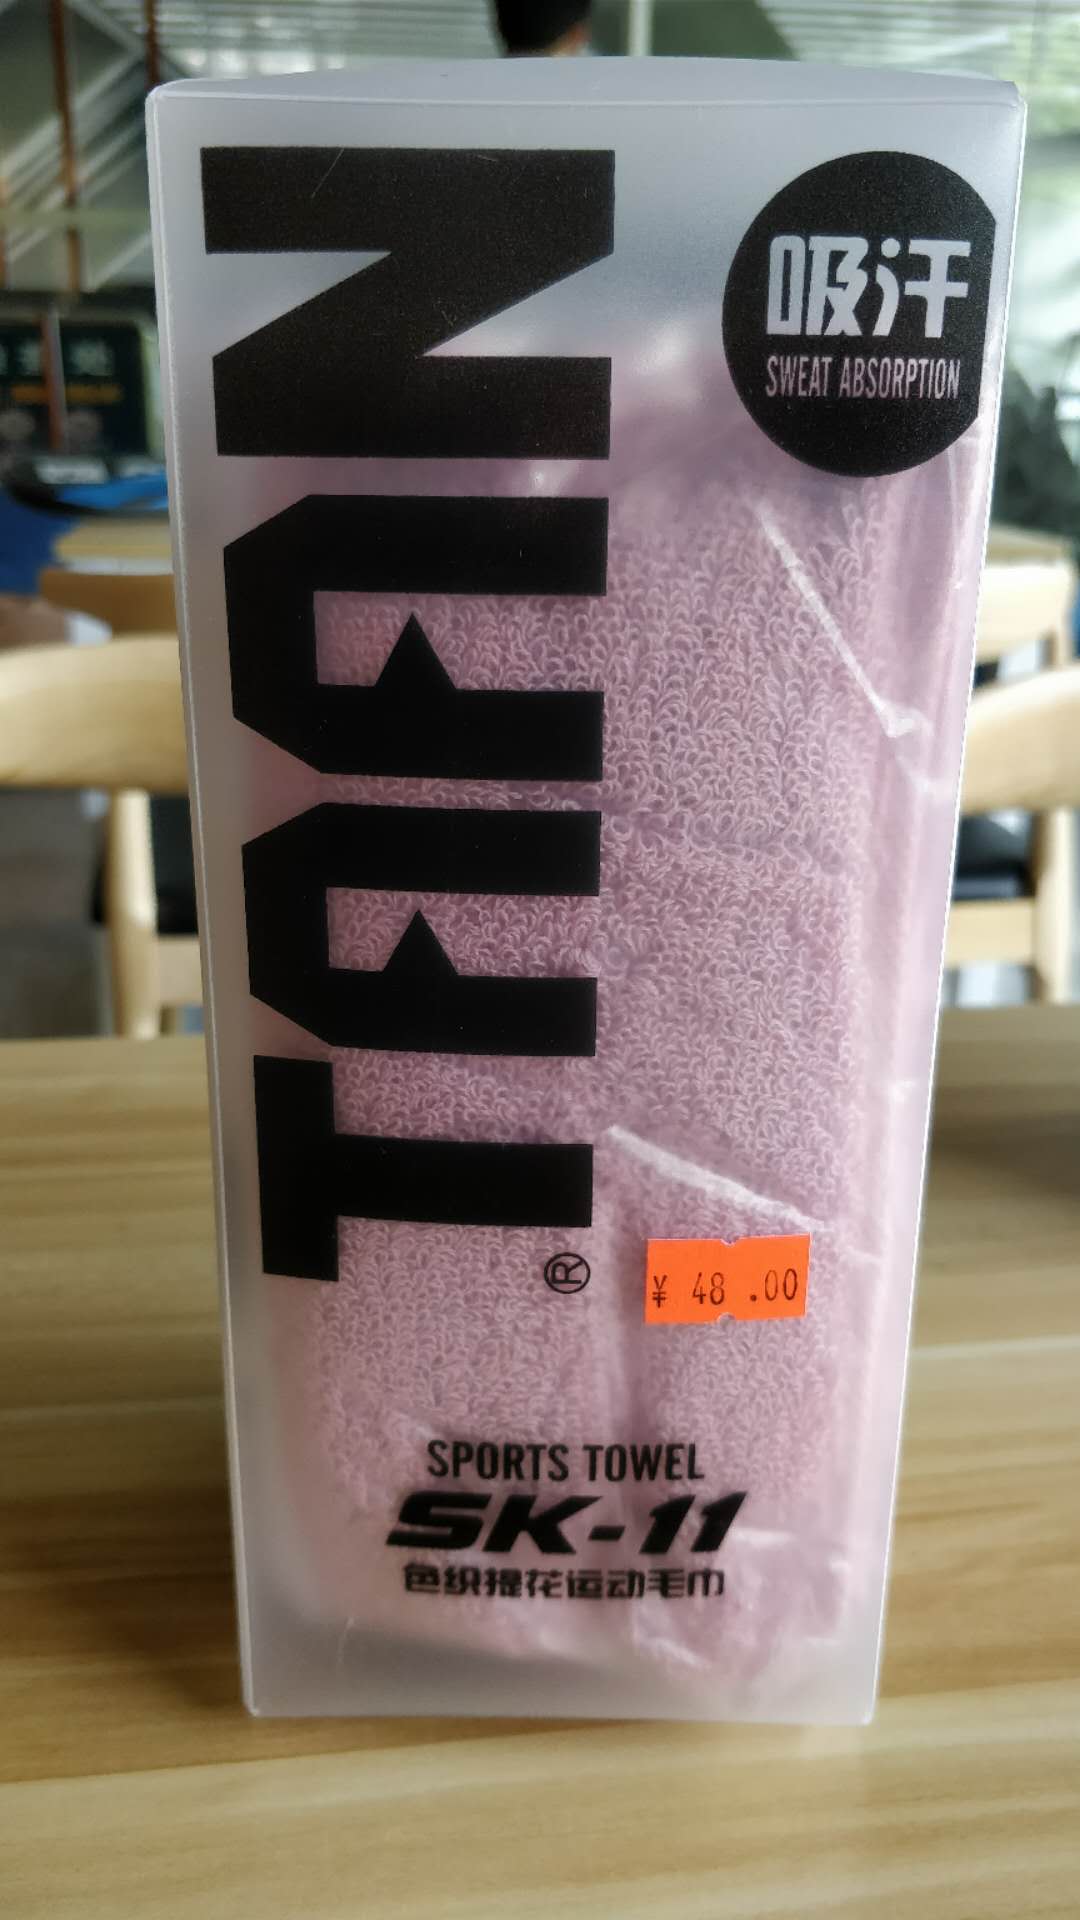 TAAN
®
吸汗
SWEAT ABSORPTION
¥ 48.00
SPORTS TOWEL
SK-11
色织提花运动毛巾